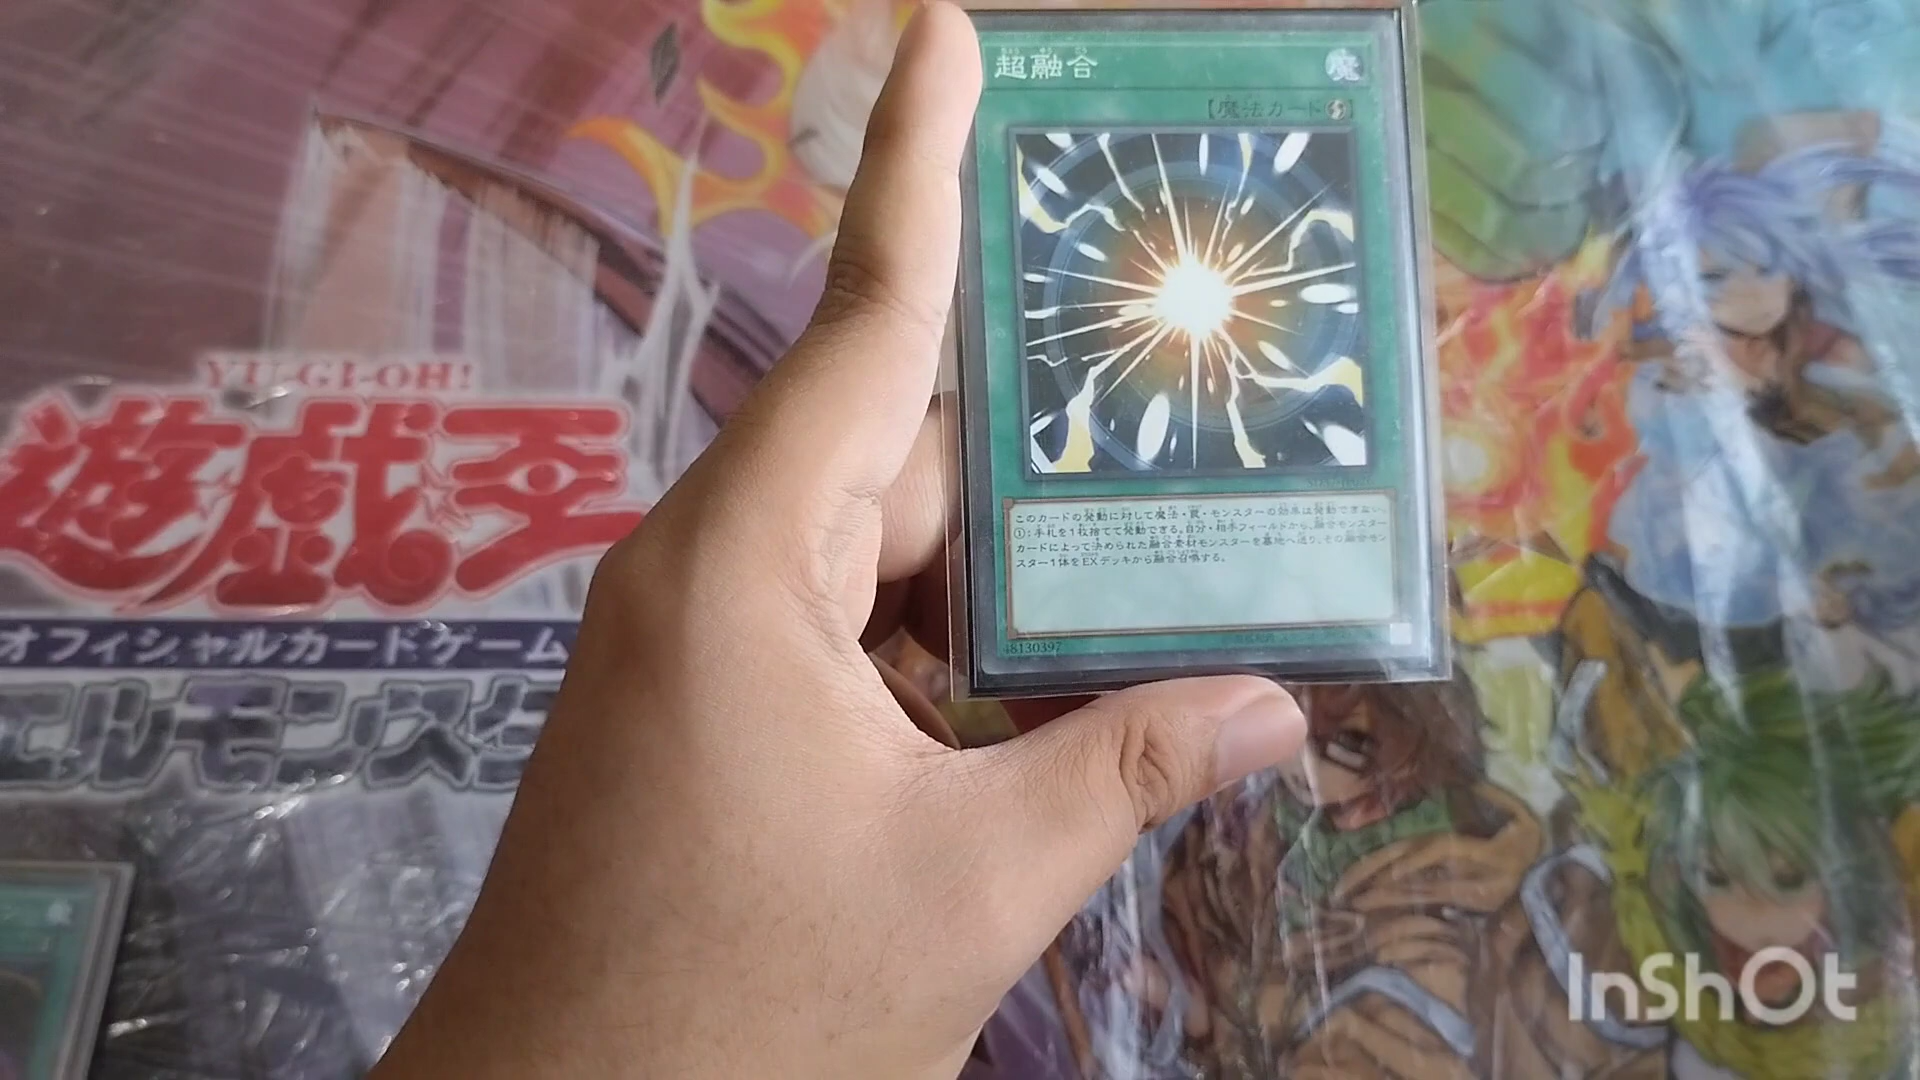 超融合
魔
【魔法カード】
このカードの発動に対して魔法・罠・モンスターの効果は発動できない。
①：手札を１枚捨てて発動できる。自分・相手フィールドから、融合モンスター
カードによって決められた融合素材モンスターを墓地へ送り、その融合モン
スター１体をEXデッキから融合召喚する。
48130397
YU-GI-OH!
遊戯王
オフィシャルカードゲーム
エルモンスタ
InShOt